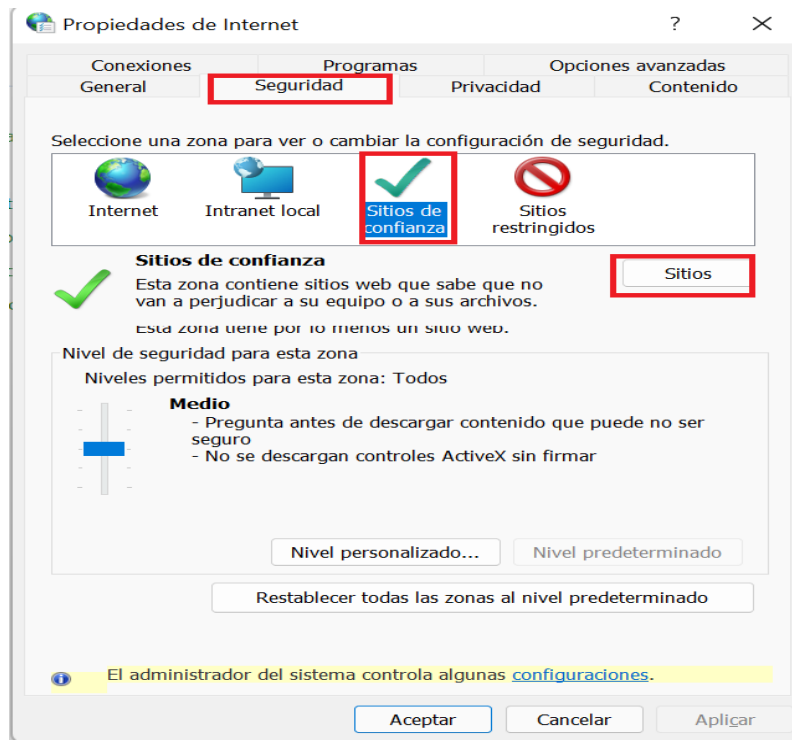 Propiedades de Internet
?
Conexiones Programas Opciones avanzadas
General Seguridad Privacidad Contenido
Seleccione una zona para ver o cambiar la configuración de seguridad.
Internet Intranet local Sitios de confianza Sitios restringidos
Sitios de confianza
Sitios
Esta zona contiene sitios web que sabe que no
van a perjudicar a su equipo o a sus archivos.
Esta zona tiene por lo menos un sitio web.
Nivel de seguridad para esta zona
Niveles permitidos para esta zona: Todos
Medio
- Pregunta antes de descargar contenido que puede no ser
seguro
- No se descargan controles ActiveX sin firmar
Nivel personalizado... Nivel predeterminado
Restablecer todas las zonas al nivel predeterminado
El administrador del sistema controla algunas configuraciones.
Aceptar Cancelar Aplicar